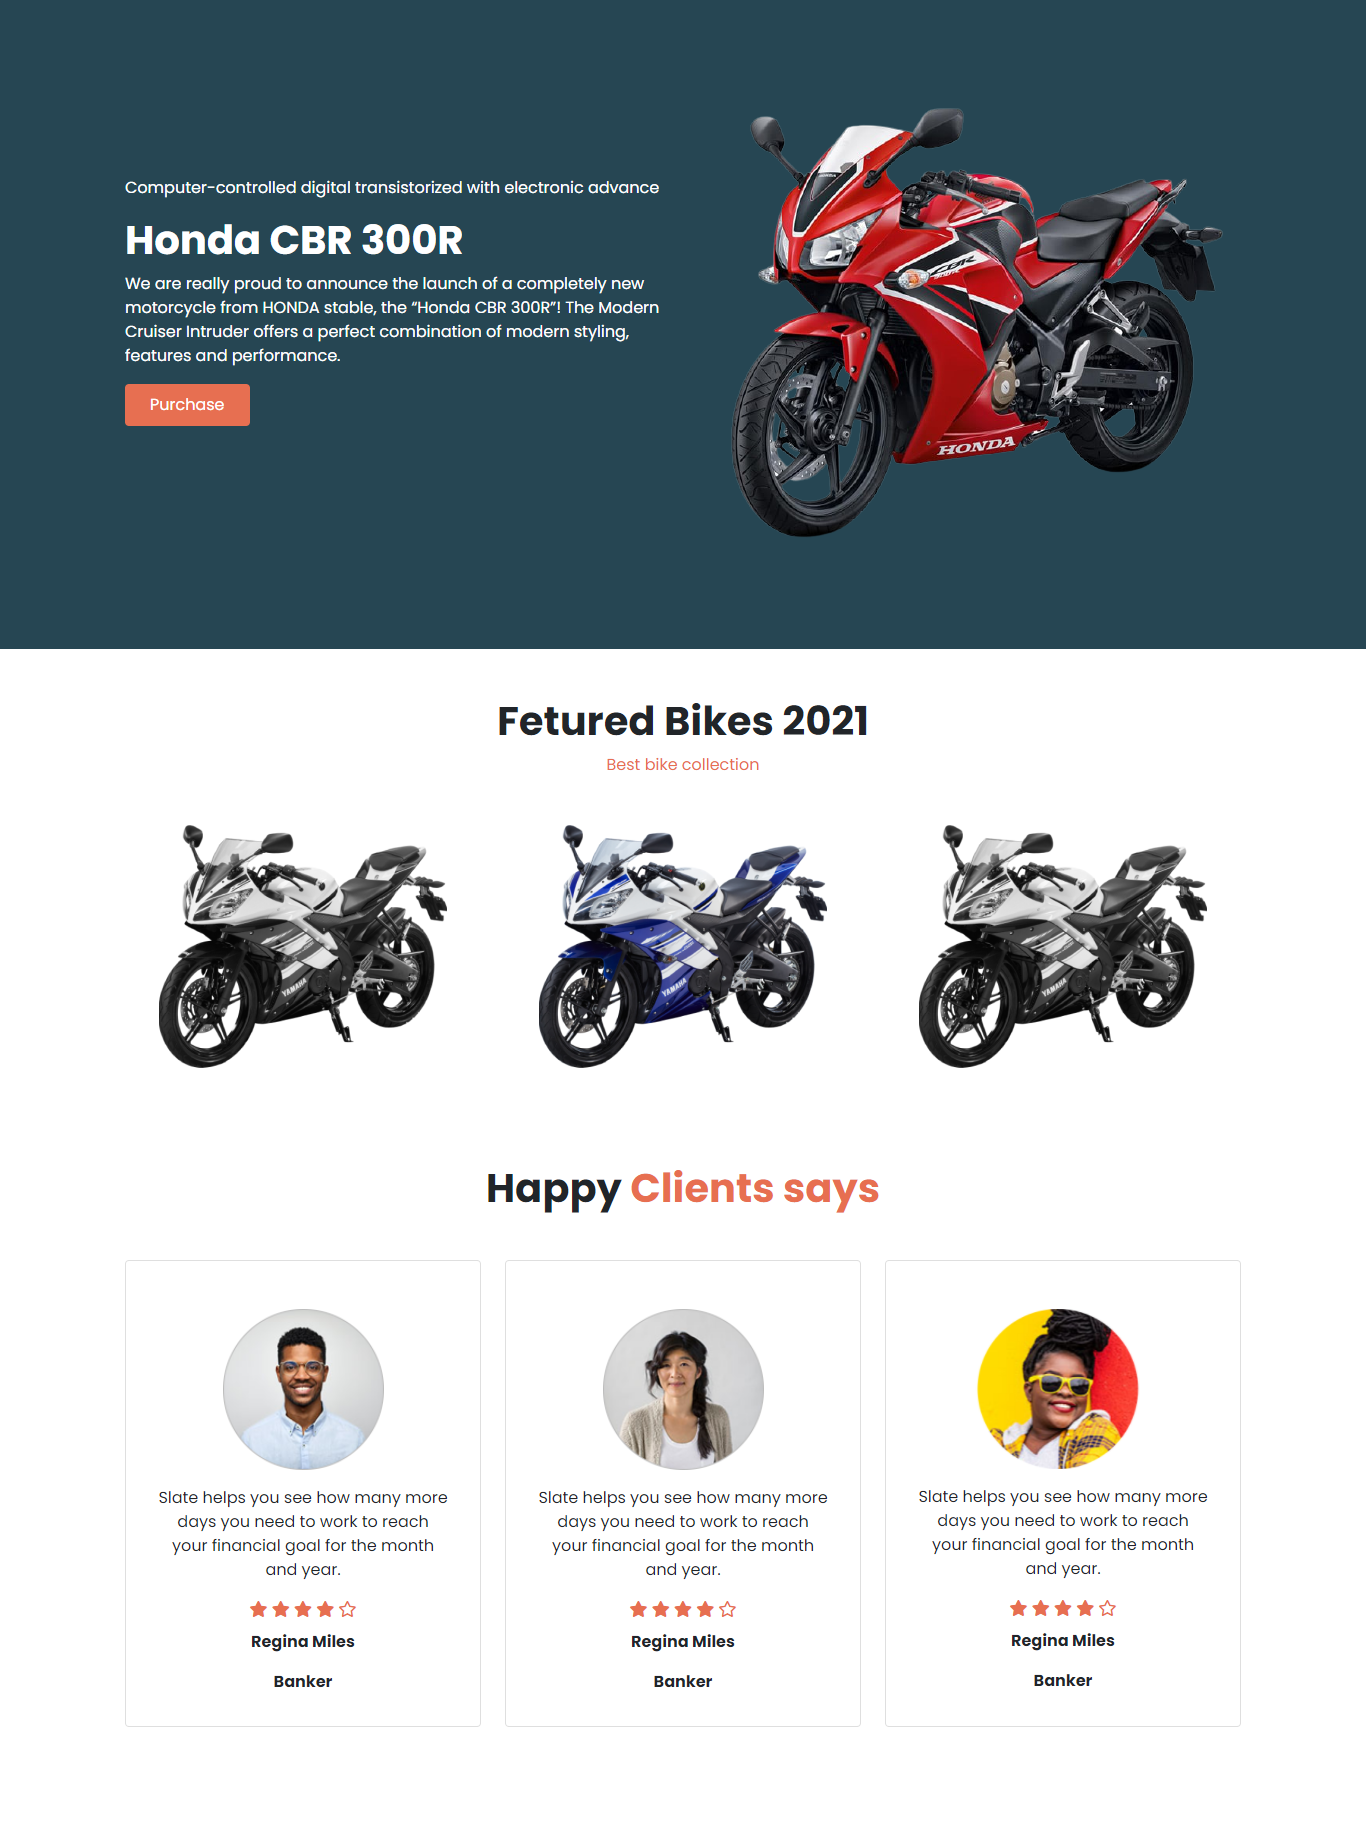 Computer-controlled digital transistorized with electronic advance
Honda CBR 300R
We are really proud to announce the launch of a completely new
motorcycle from HONDA stable, the “Honda CBR 300R”! The Modern
Cruiser Intruder offers a perfect combination of modern styling,
features and performance.
Purchase
CBR
HONDA
Fetured Bikes 2021
Best bike collection
YAMAHA
YAMAHA
YAMAHA
Happy Clients says
Slate helps you see how many more
days you need to work to reach
your financial goal for the month
and year.
Regina Miles
Banker
Slate helps you see how many more
days you need to work to reach
your financial goal for the month
and year.
Regina Miles
Banker
Slate helps you see how many more
days you need to work to reach
your financial goal for the month
and year.
Regina Miles
Banker